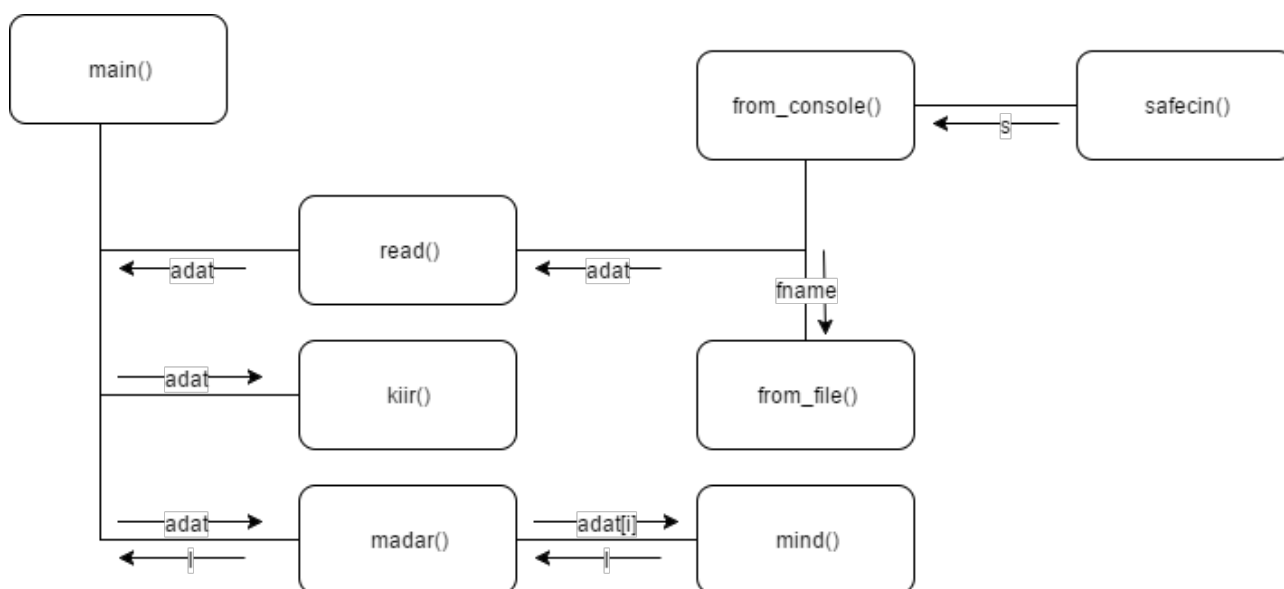 main()
from_console()
safecin()
s
read()
adat
adat
fname
adat
kiir()
from_file()
adat
l
madar()
adat[i]
l
mind()